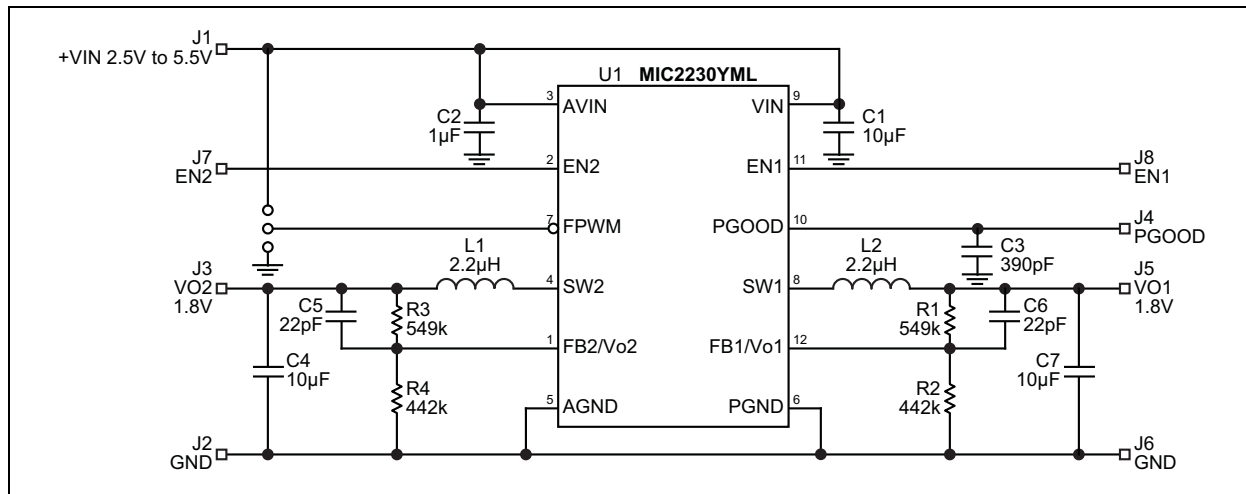 J1
+VIN 2.5V to 5.5V
U1 MIC2230YML
3
AVIN
VIN
9
C2
1µF
C1
10µF
J7
EN2
2
EN2
EN1
11
J8
EN1
7
FPWM
PGOOD
10
J4
PGOOD
C3
390pF
L1
2.2µH
L2
2.2µH
J3
VO2
1.8V
4
SW2
SW1
8
J5
VO1
1.8V
C5
22pF
R3
549k
R1
549k
C6
22pF
1
FB2/Vo2
FB1/Vo1
12
C4
10µF
R4
442k
R2
442k
C7
10µF
5
AGND
PGND
6
J2
GND
J6
GND